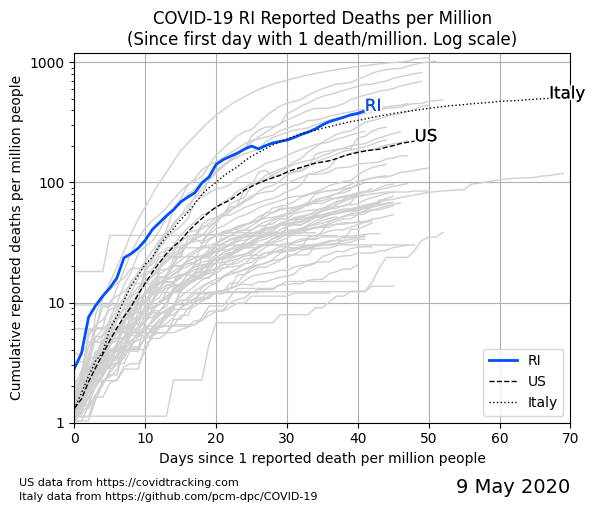 COVID-19 RI Reported Deaths per Million
(Since first day with 1 death/million. Log scale)
Cumulative reported deaths per million people
1000
100
10
1
RI
US
Italy
RI
US
Italy
0 10 20 30 40 50 60 70
Days since 1 reported death per million people
US data from https://covidtracking.com
Italy data from https://github.com/pcm-dpc/COVID-19
9 May 2020